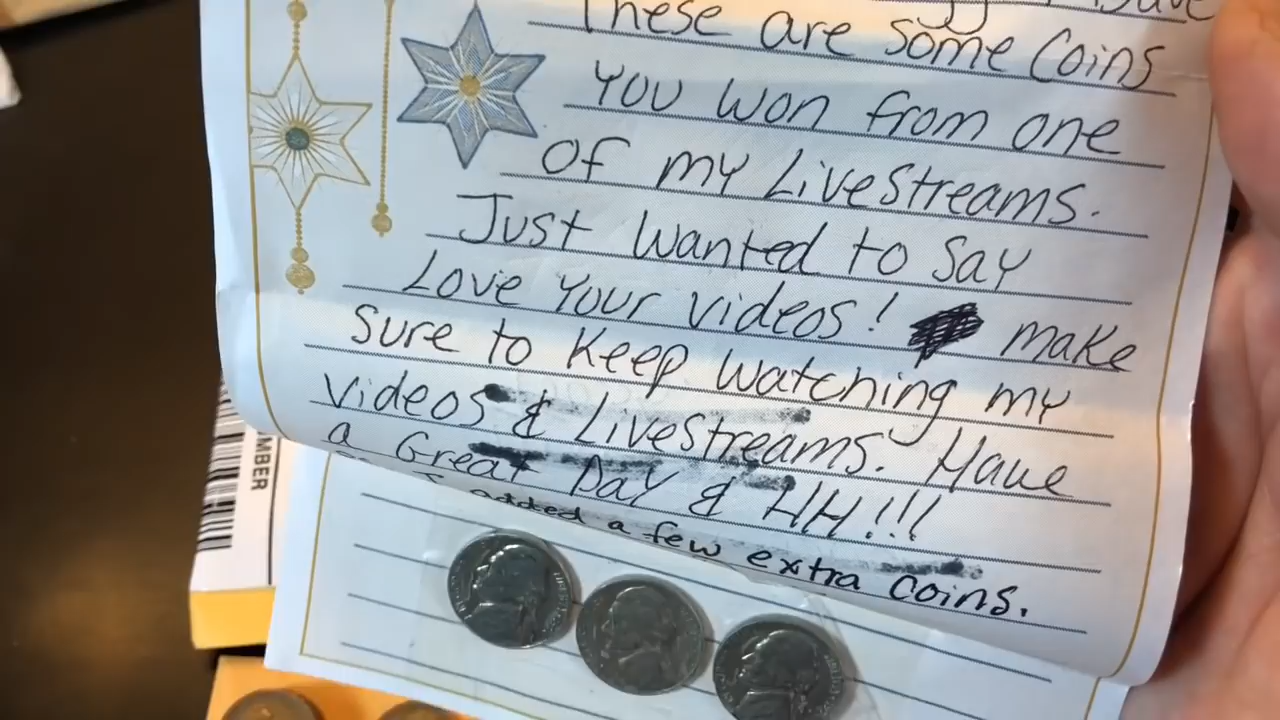 These are some Coins
You won from one
of my LiveStreams.
Just wanted to say
Love Your videos! make
sure to keep watching my
videos & LiveStreams. Have
a Great Day & HH!!!
I added a few extra coins.
MBER